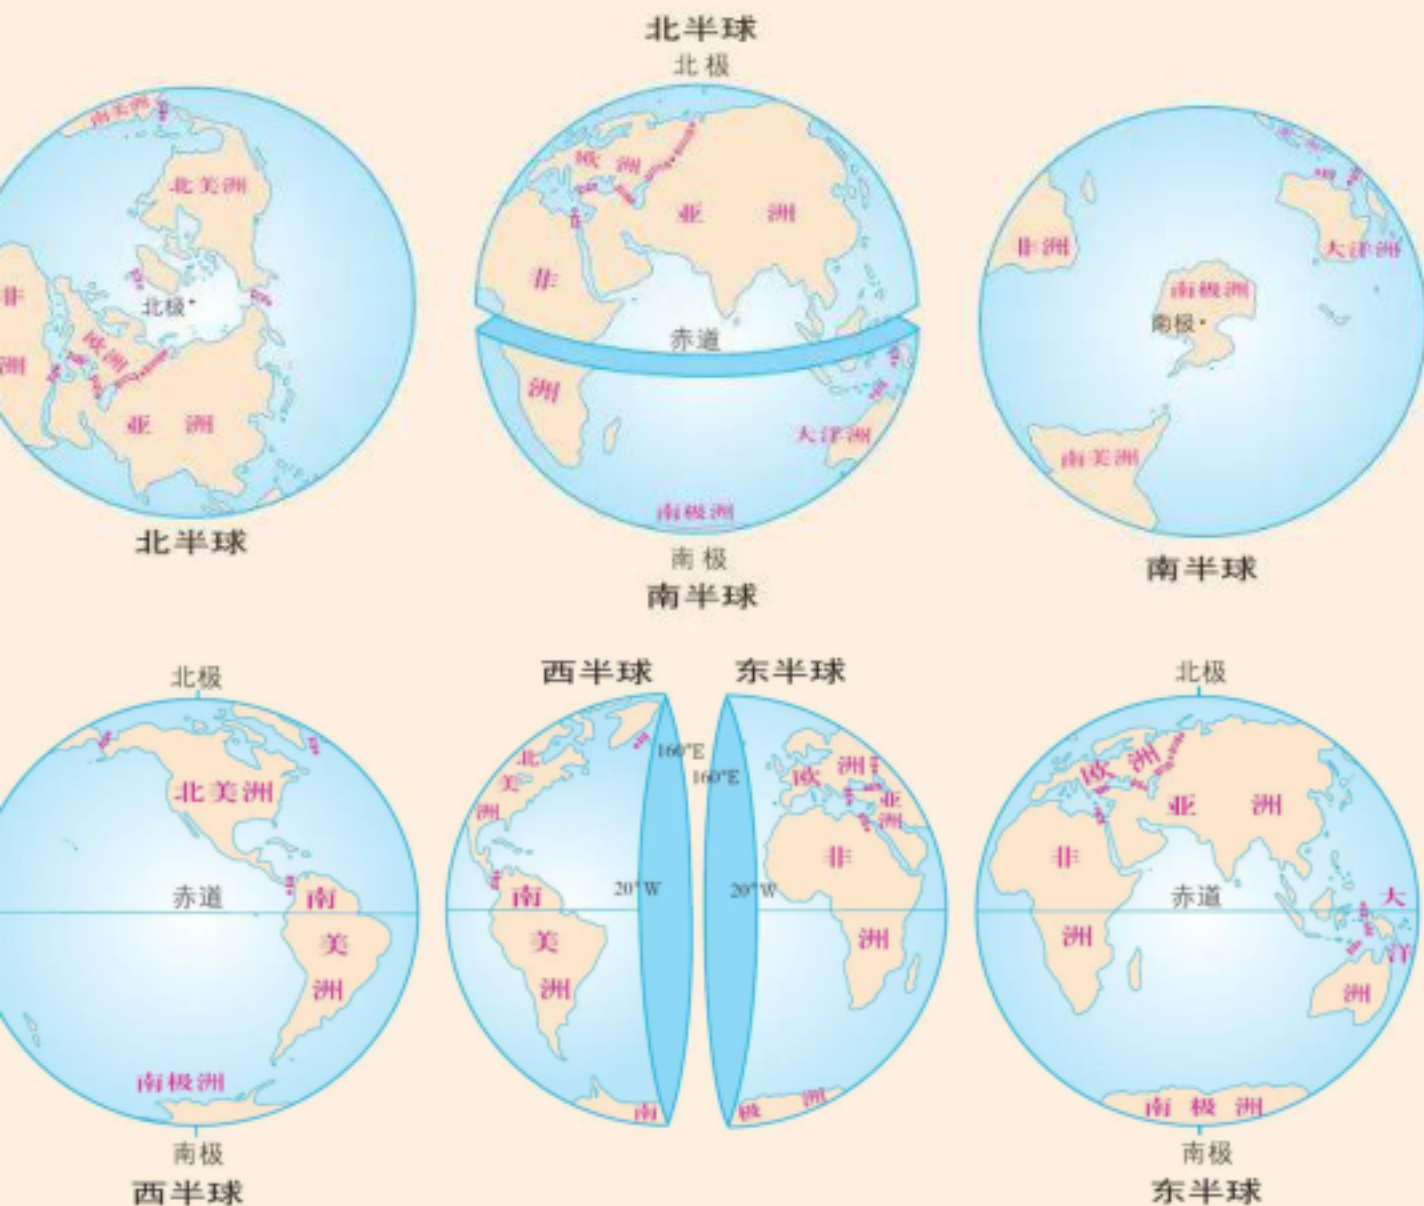 北半球
北极
南美洲
北美洲
北极
非
洲
欧洲
亚 洲
北半球
欧 洲
亚 洲
非
赤道
洲
大洋洲
南极洲
南极
南半球
非洲
大洋洲
南极洲
南极
南美洲
南半球
北极
北美洲
赤道
南
美
洲
南极洲
南极
西半球
西半球
东半球
北
美
洲
160°E
160°E
20°W
20°W
南
美
洲
南
欧 洲
亚
洲
非
洲
极 洲
北极
欧 洲
亚 洲
非
洲
赤道
大
洋
洲
南 极 洲
南极
东半球